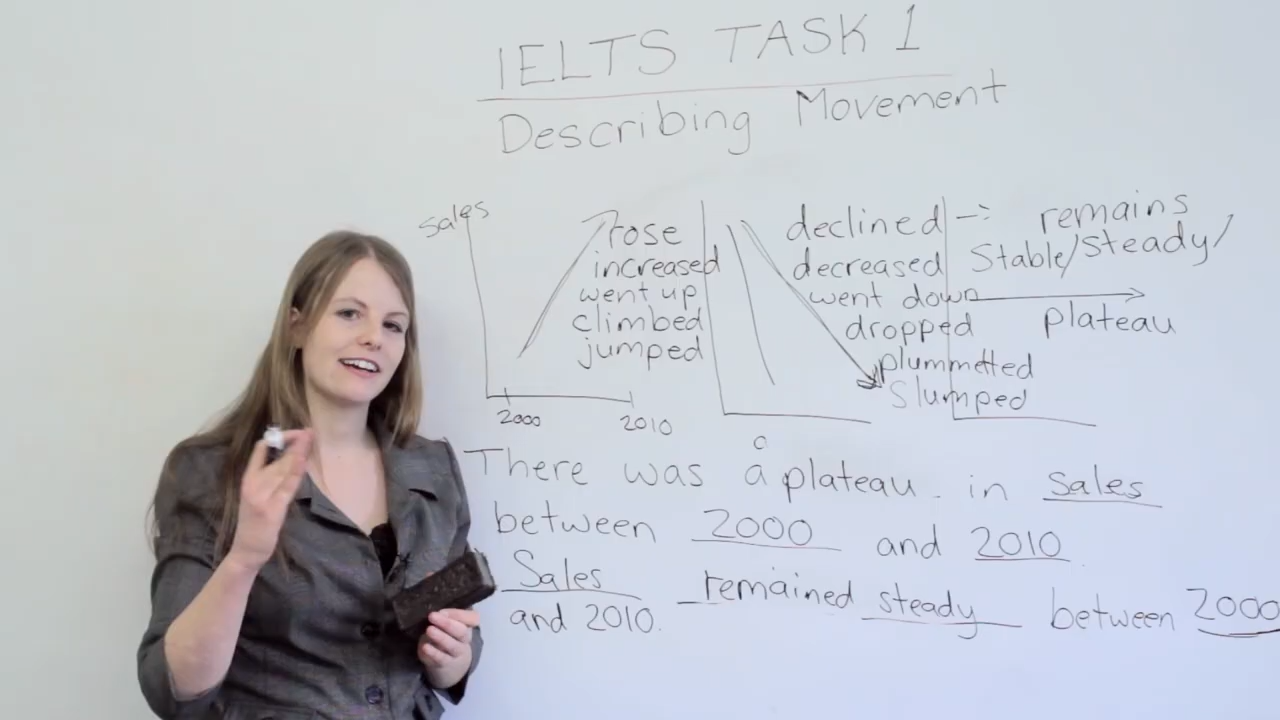 IELTS TASK 1
Describing Movement
sales
rose
increased
went up
climbed
jumped
2000 2010
declined
decreased
went down
dropped
plummetted
Slumped
remains
Stable/Steady/
plateau
There was a plateau in sales
between 2000 and 2010
Sales remained steady between 2000
and 2010.